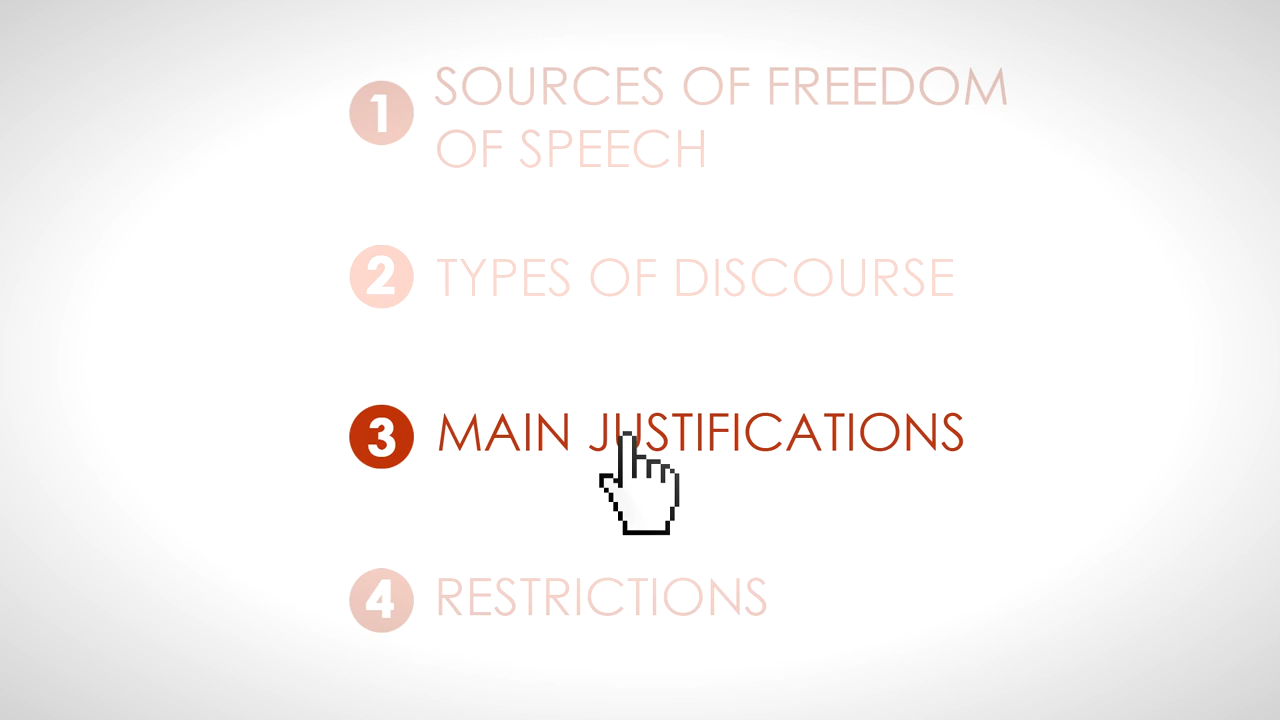 1 SOURCES OF FREEDOM
OF SPEECH
2 TYPES OF DISCOURSE
3 MAIN JUSTIFICATIONS
4 RESTRICTIONS